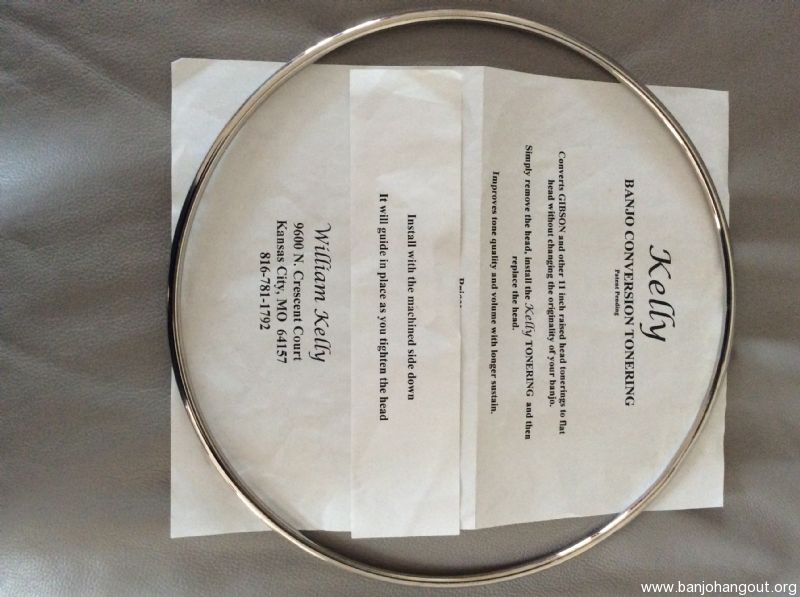 Kelly
BANJO CONVERSION TONERING
Patent Pending
Converts GIBSON and other 11 inch raised head tonerings to flat
head without changing the originality of your banjo.
Simply remove the head, install the Kelly TONERING and then
replace the head.
Improves tone quality and volume with longer sustain.
Install with the machined side down
It will guide in place as you tighten the head
William Kelly
9600 N. Crescent Court
Kansas City, MO 64157
816-781-1792
www.banjohangout.org